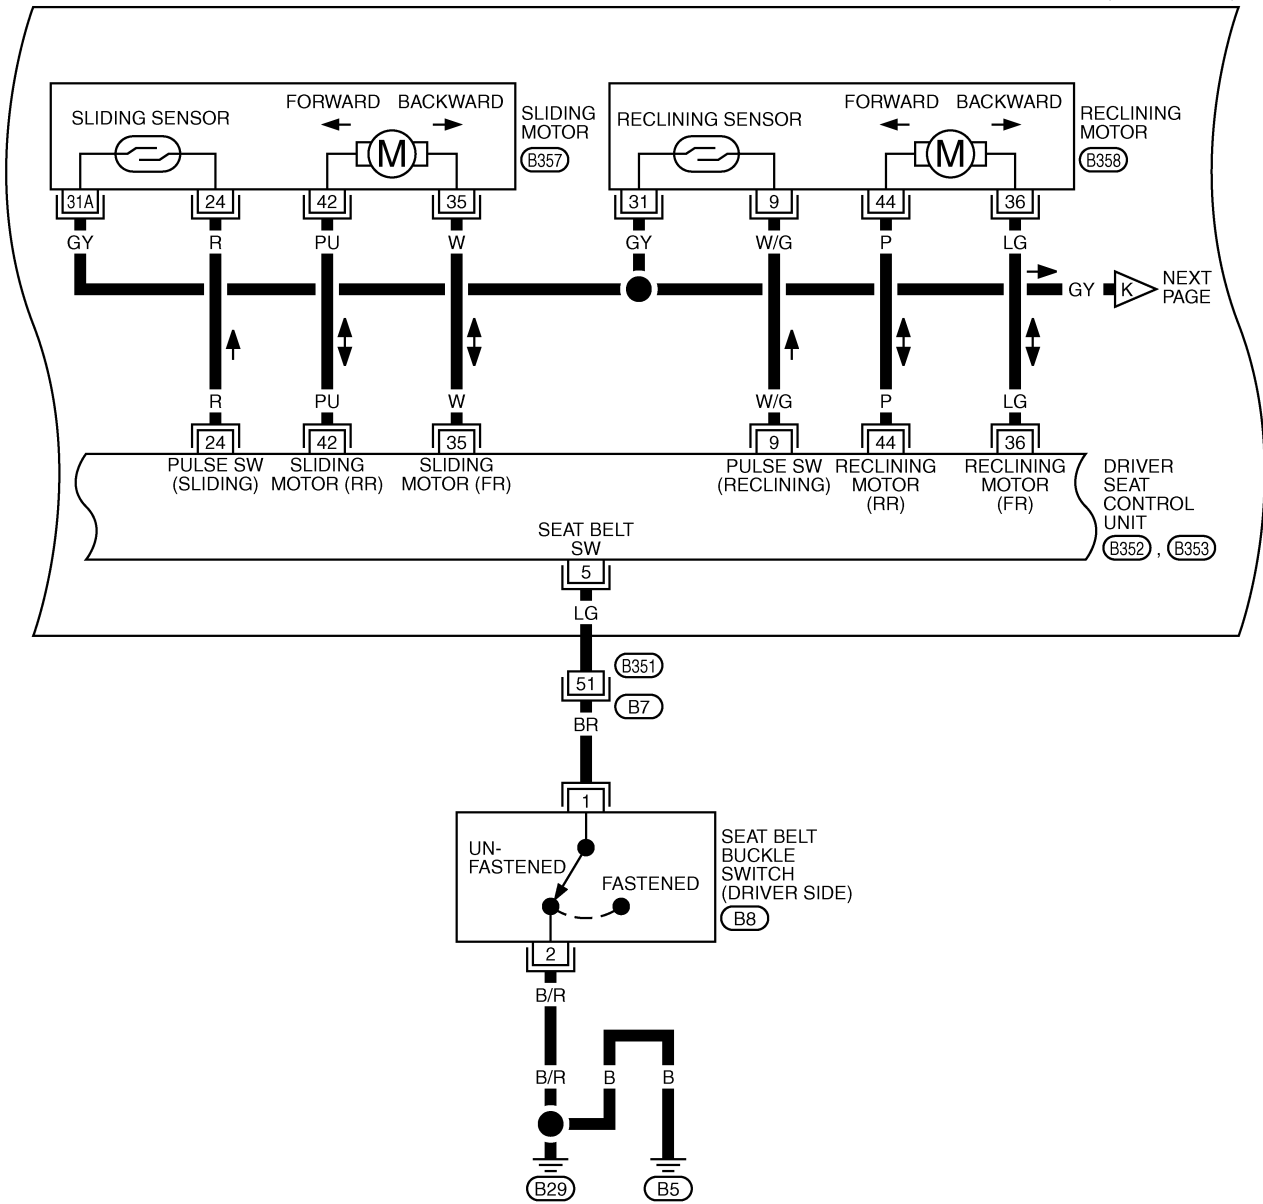 FORWARD BACKWARD
SLIDING SENSOR
M
SLIDING
MOTOR
B357
FORWARD BACKWARD
RECLINING SENSOR
M
RECLINING
MOTOR
B358
31A 24 42 35 31 9 44 36
GY R PU W GY W/G P LG
GY K NEXT
PAGE
R PU W W/G P LG
24 42 35 9 44 36
PULSE SW
(SLIDING)
SLIDING
MOTOR (RR)
SLIDING
MOTOR (FR)
PULSE SW
(RECLINING)
RECLINING
MOTOR
(RR)
RECLINING
MOTOR
(FR)
DRIVER
SEAT
CONTROL
UNIT
B352 , B353
SEAT BELT
SW
5
LG
B351
51
B7
BR
1
UN-
FASTENED
FASTENED
SEAT BELT
BUCKLE
SWITCH
(DRIVER SIDE)
B8
2
B/R
B/R B B
B29 B5